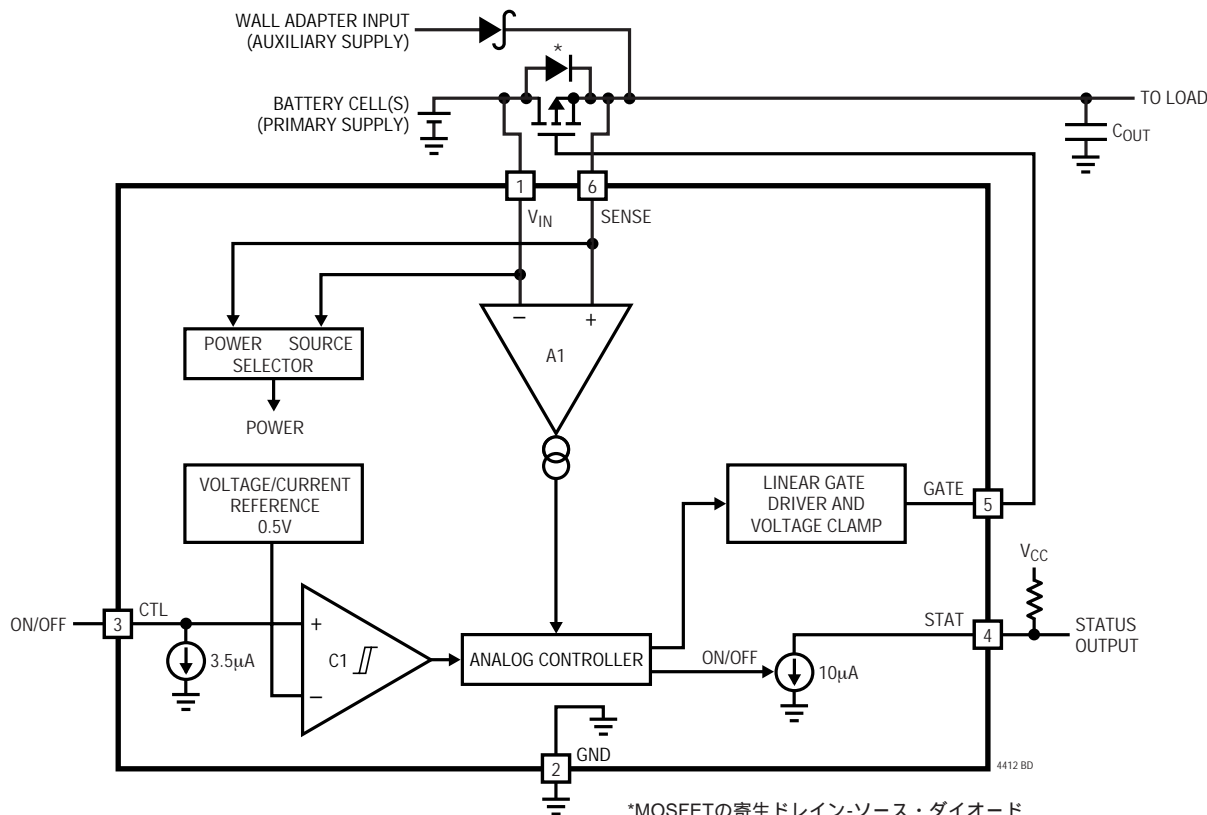 WALL ADAPTER INPUT
(AUXILIARY SUPPLY)
*
BATTERY CELL(S)
(PRIMARY SUPPLY)
TO LOAD
COUT
1
6
VIN
SENSE
− +
A1
POWER SOURCE
SELECTOR
POWER
VOLTAGE/CURRENT
REFERENCE
0.5V
LINEAR GATE
DRIVER AND
VOLTAGE CLAMP
GATE
5
VCC
ON/OFF
3
CTL
3.5µA
+
C1
−
ANALOG CONTROLLER
ON/OFF
10µA
STAT
4
STATUS
OUTPUT
2
GND
4412 BD
*MOSFETの寄生ドレイン-ソース・ダイオード